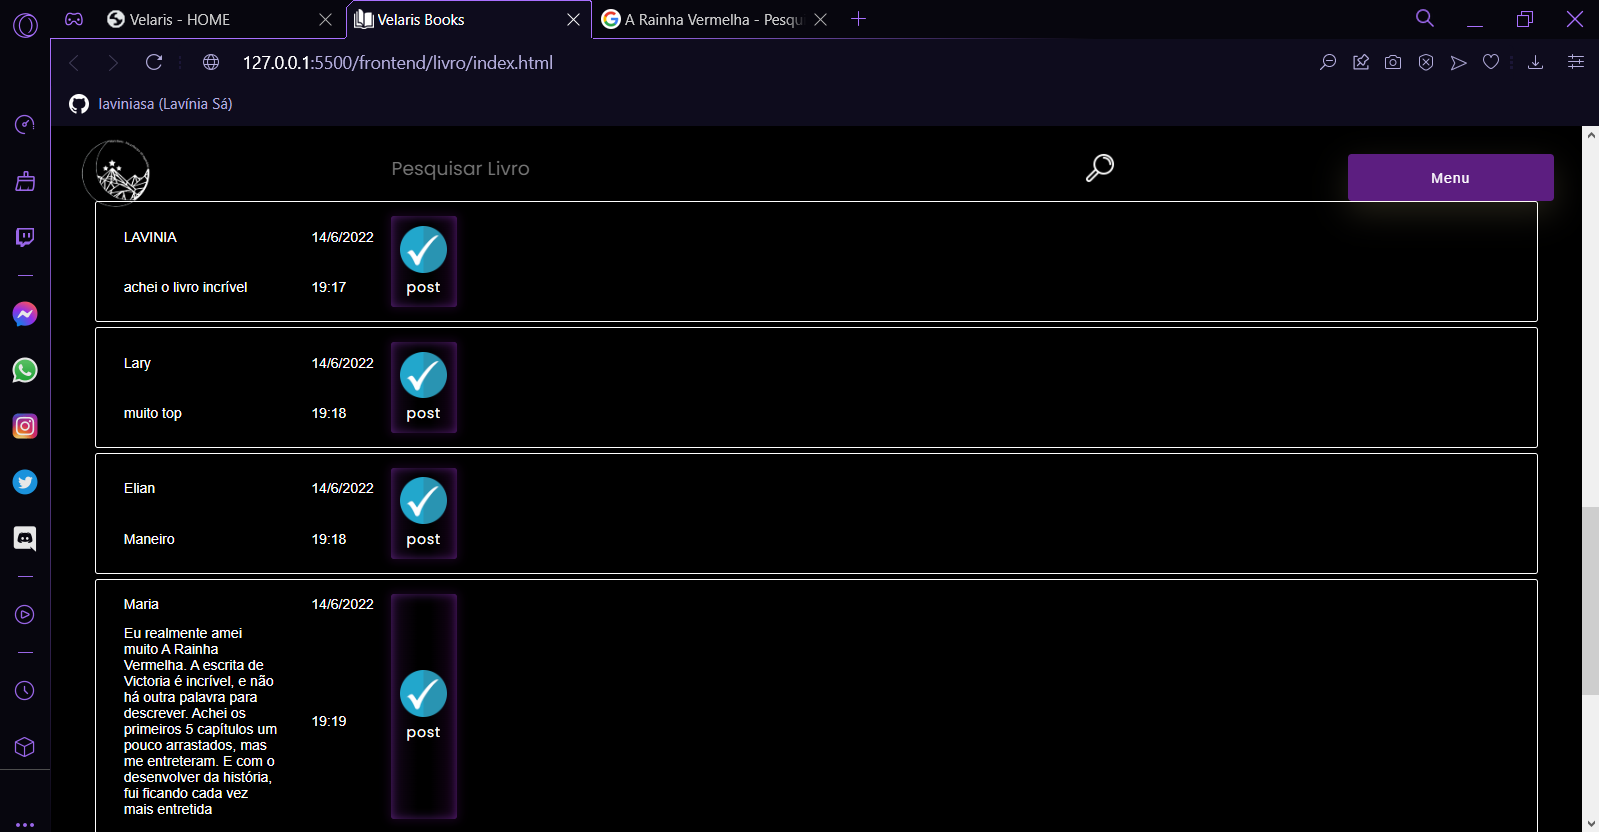 Velaris - HOME
Velaris Books
A Rainha Vermelha - Pesqu
127.0.0.1:5500/frontend/livro/index.html
laviniasa (Lavínia Sá)
Pesquisar Livro
Menu
LAVINIA
14/6/2022
achei o livro incrível
19:17
post
Lary
14/6/2022
muito top
19:18
post
Elian
14/6/2022
Maneiro
19:18
post
Maria
14/6/2022
Eu realmente amei
muito A Rainha
Vermelha. A escrita de
Victoria é incrível, e não
há outra palavra para
descrever. Achei os
primeiros 5 capítulos um
pouco arrastados, mas
me entreteram. E com o
desenvolver da história,
fui ficando cada vez
mais entretida
19:19
post